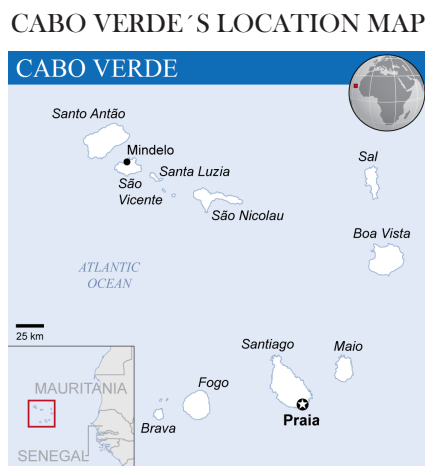 CABO VERDE´S LOCATION MAP
CABO VERDE
Santo Antão
Mindelo
Sal
Santa Luzia
São
Vicente
São Nicolau
Boa Vista
ATLANTIC
OCEAN
25 km
Santiago
Maio
MAURITANIA
Fogo
Praia
Brava
SENEGAL